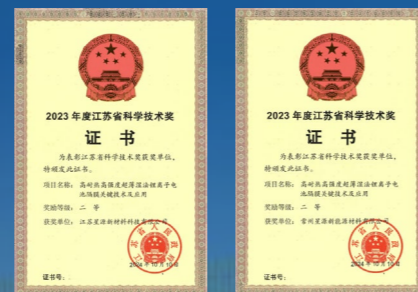 2023 年度江苏省科学技术奖
证 书
为表彰江苏省科学技术奖获奖单位,
特颁发此证书。
项目名称: 高耐热高强度超薄湿法锂离子电
池隔膜关键技术及应用
奖励等级: 二 等
获奖单位: 江苏星源新材料科技有限公司
2024 年 10 月 10 日
证书号:
2023 年度江苏省科学技术奖
证 书
为表彰江苏省科学技术奖获奖单位,
特颁发此证书。
项目名称: 高耐热高强度超薄湿法锂离子电
池隔膜关键技术及应用
奖励等级: 二 等
获奖单位: 常州星源新能源材料有限公司
证书号: